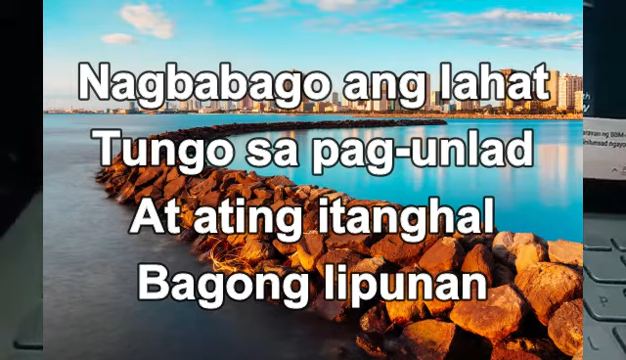 Nagbabago ang lahat
Tungo sa pag-unlad
At ating itanghal
Bagong lipunan